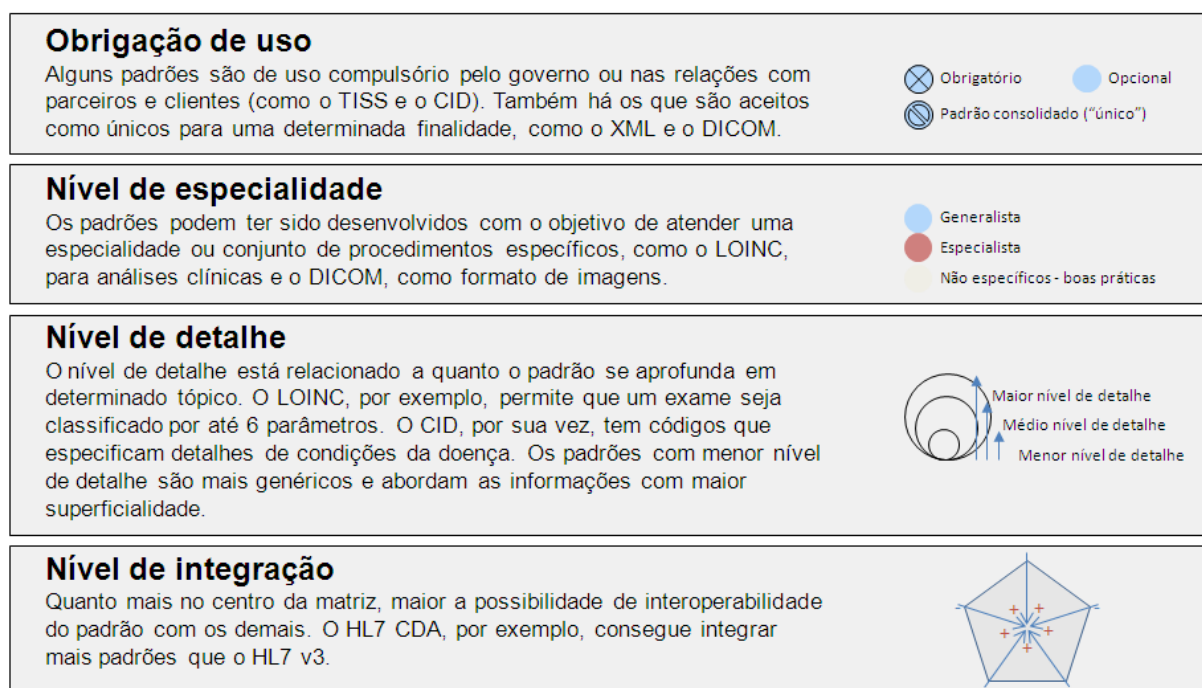 Obrigação de uso
Alguns padrões são de uso compulsório pelo governo ou nas relações com
parceiros e clientes (como o TISS e o CID). Também há os que são aceitos
como únicos para uma determinada finalidade, como o XML e o DICOM.
Obrigatório
Opcional
Padrão consolidado (“único”)
Nível de especialidade
Os padrões podem ter sido desenvolvidos com o objetivo de atender uma
especialidade ou conjunto de procedimentos específicos, como o LOINC,
para análises clínicas e o DICOM, como formato de imagens.
Generalista
Especialista
Não específicos - boas práticas
Nível de detalhe
O nível de detalhe está relacionado a quanto o padrão se aprofunda em
determinado tópico. O LOINC, por exemplo, permite que um exame seja
classificado por até 6 parâmetros. O CID, por sua vez, tem códigos que
especificam detalhes de condições da doença. Os padrões com menor nível
de detalhe são mais genéricos e abordam as informações com maior
superficialidade.
Maior nível de detalhe
Médio nível de detalhe
Menor nível de detalhe
Nível de integração
Quanto mais no centro da matriz, maior a possibilidade de interoperabilidade
do padrão com os demais. O HL7 CDA, por exemplo, consegue integrar
mais padrões que o HL7 v3.
+ +
+ +
+